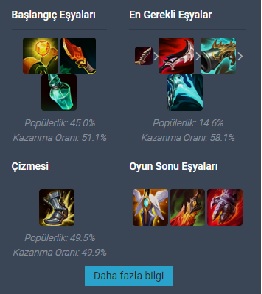 Başlangıç Eşyaları
En Gerekli Eşyalar
Popülerlik: 45.0%
Kazanma Oranı: 51.1%
Popülerlik: 14.6%
Kazanma Oranı: 58.1%
Çizmesi
Oyun Sonu Eşyaları
Popülerlik: 49.5%
Kazanma Oranı: 49.9%
Daha fazla bilgi